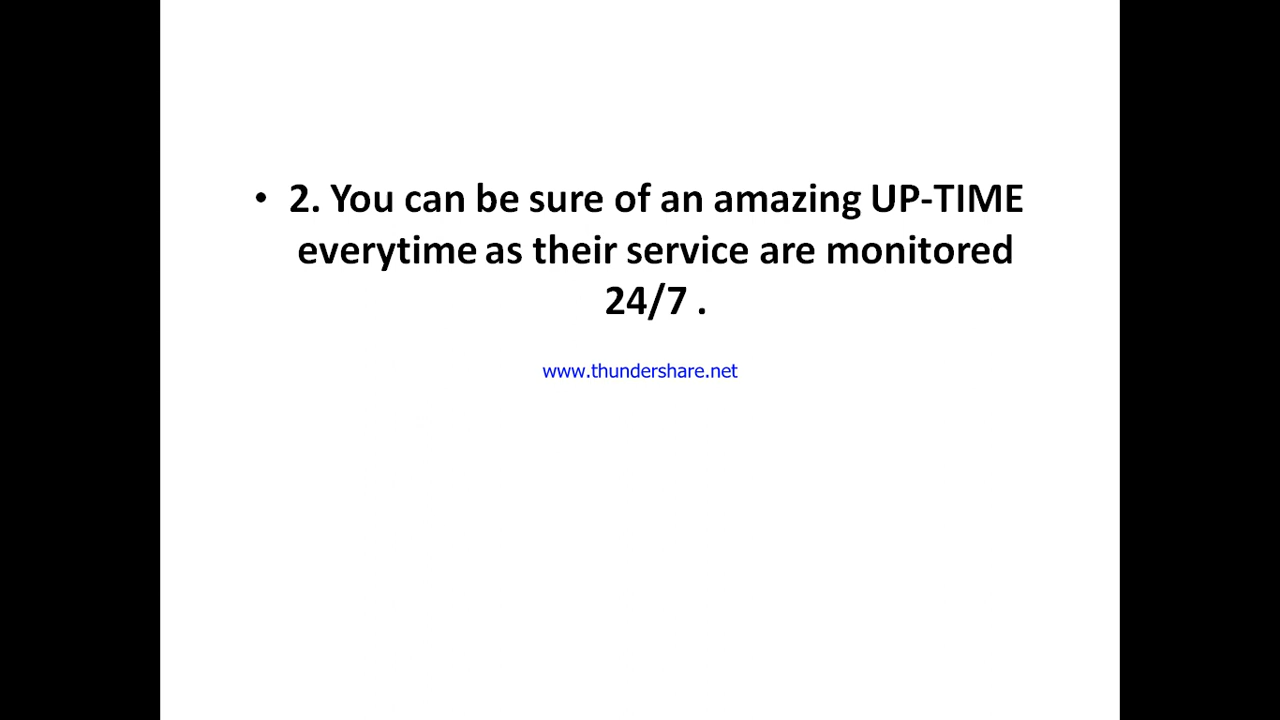 • 2. You can be sure of an amazing UP-TIME
everytime as their service are monitored
24/7 .
www.thundershare.net